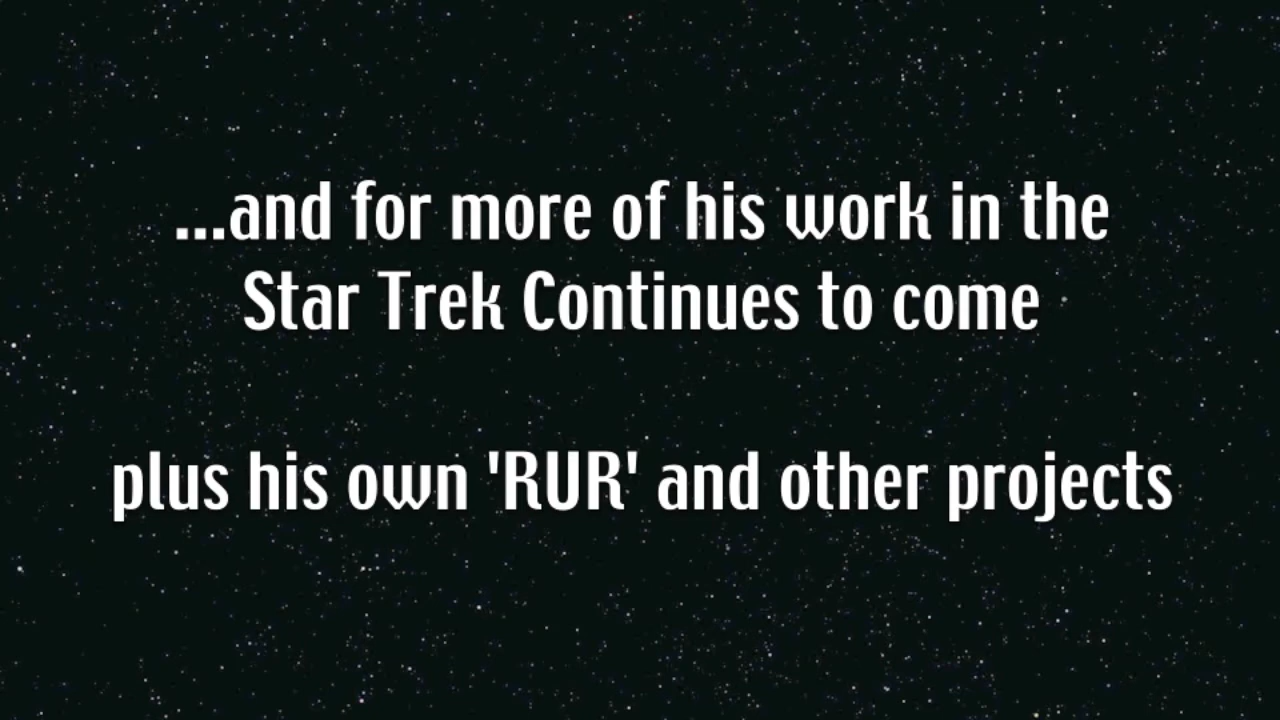 ...and for more of his work in the
Star Trek Continues to come
plus his own 'RUR' and other projects